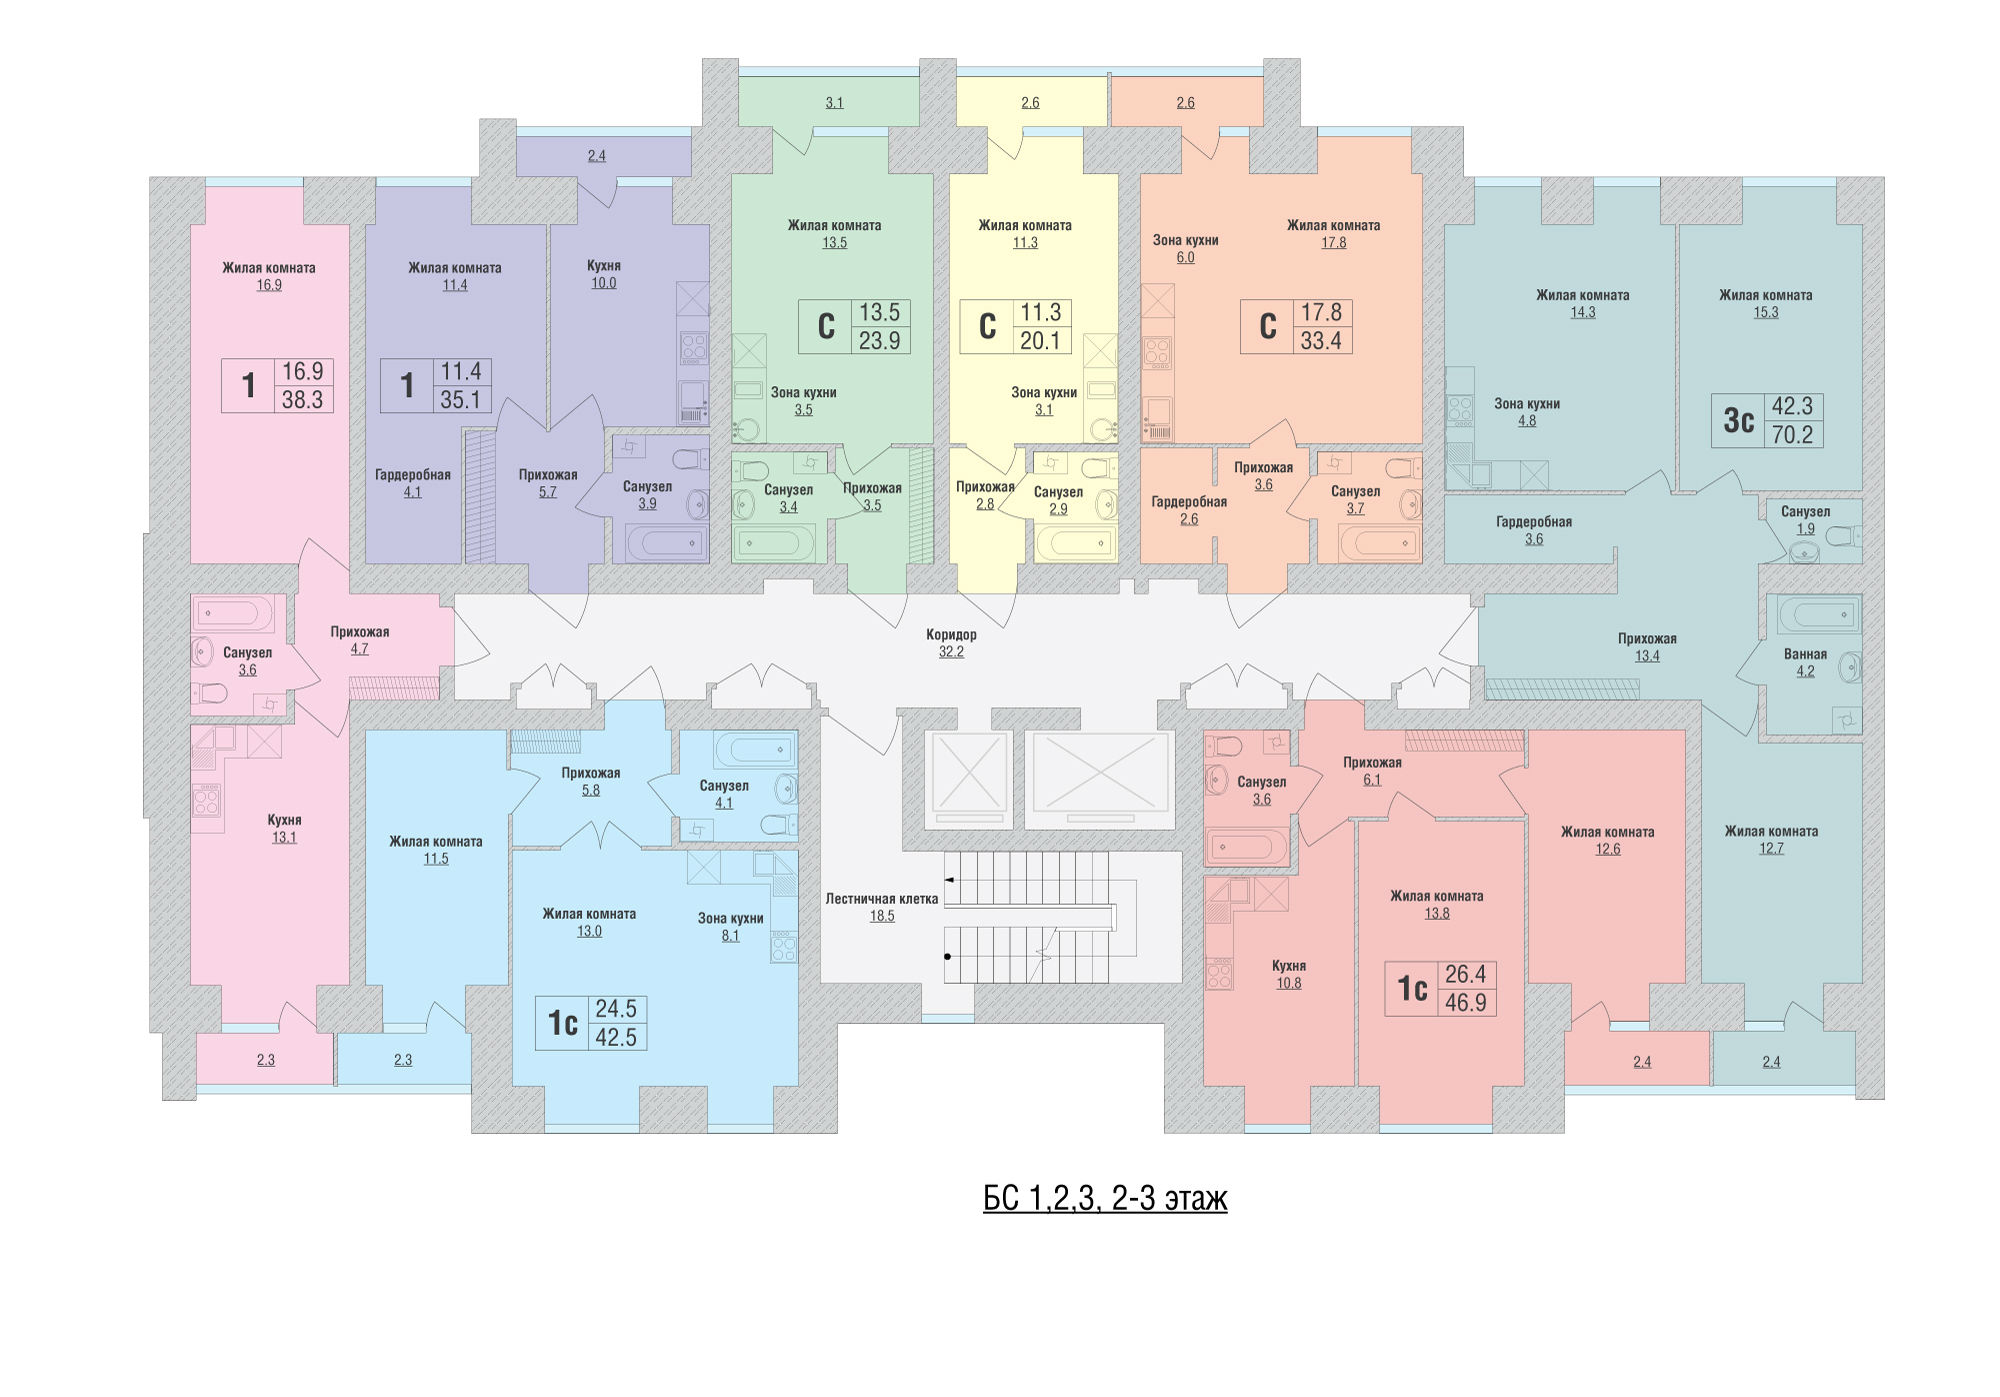 3.1
2.6
2.6
2.4
Жилая комната
16.9
1
16.9
38.3
Санузел
3.6
Прихожая
4.7
Кухня
13.1
2.3
Жилая комната
11.4
Кухня
10.0
1
11.4
35.1
Гардеробная
4.1
Прихожая
5.7
Санузел
3.9
Жилая комната
13.5
С
13.5
23.9
Зона кухни
3.5
Санузел
3.4
Прихожая
3.5
Жилая комната
11.3
С
11.3
20.1
Зона кухни
3.1
Прихожая
2.8
Санузел
2.9
Зона кухни
6.0
Жилая комната
17.8
С
17.8
33.4
Гардеробная
2.6
Прихожая
3.6
Санузел
3.7
Жилая комната
14.3
Жилая комната
15.3
Зона кухни
4.8
3с
42.3
70.2
Гардеробная
3.6
Санузел
1.9
Прихожая
13.4
Ванная
4.2
Жилая комната
12.7
2.4
Коридор
32.2
Прихожая
5.8
Санузел
4.1
Жилая комната
11.5
Жилая комната
13.0
Зона кухни
8.1
1с
24.5
42.5
2.3
Лестничная клетка
18.5
Санузел
3.6
Прихожая
6.1
Жилая комната
12.6
Жилая комната
13.8
Кухня
10.8
1с
26.4
46.9
2.4
БС 1,2,3, 2-3 этаж